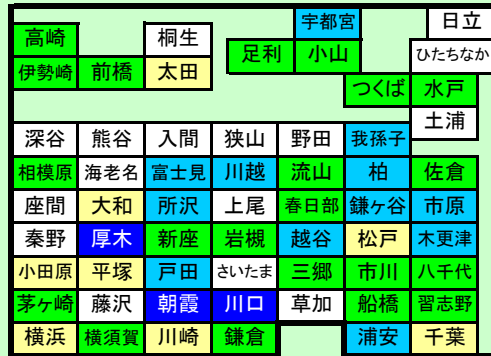 宇都宮 日立
高崎 桐生 足利 小山 ひたちなか
伊勢崎 前橋 太田
つくば 水戸
土浦
深谷 熊谷 入間 狭山 野田 我孫子
相模原 海老名 富士見 川越 流山 柏 佐倉
座間 大和 所沢 上尾 春日部 鎌ヶ谷 市原
秦野 厚木 新座 岩槻 越谷 松戸 木更津
小田原 平塚 戸田 さいたま 三郷 市川 八千代
茅ヶ崎 藤沢 朝霞 川口 草加 船橋 習志野
横浜 横須賀 川崎 鎌倉 浦安 千葉